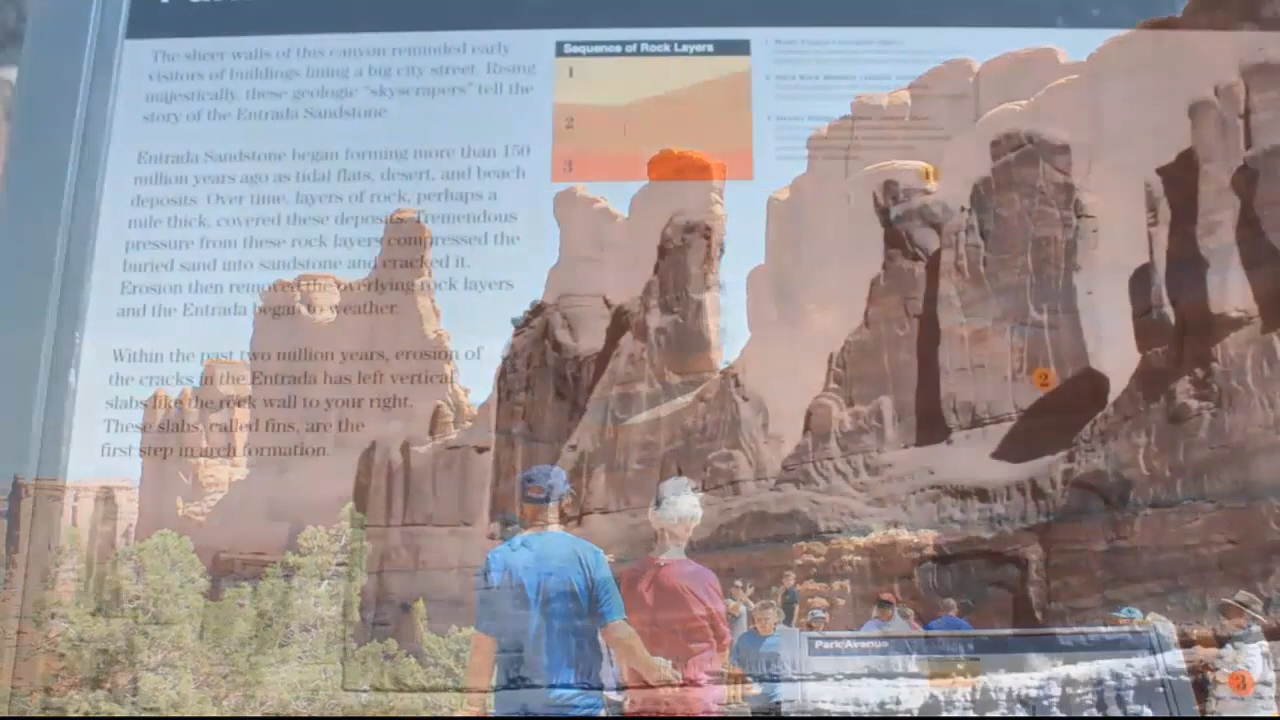 The sheer walls of this canyon reminded early
visitors of buildings lining a big city street. Rising
majestically, these geologic "skyscrapers" tell the
story of the Entrada Sandstone.
Entrada Sandstone began forming more than 150
million years ago as tidal flats, desert, and beach
deposits. Over time, layers of rock, perhaps a
mile thick, covered these deposits. Tremendous
pressure from these rock layers compressed the
buried sand into sandstone and cracked it.
Erosion then removed the overlying rock layers
and the Entrada began to weather.
Within the past two million years, erosion of
the cracks in the Entrada has left vertical
slabs like the rock wall to your right.
These slabs, called fins, are the
first step in arch formation.
Sequence of Rock Layers
1
2
3
1
2
Park Avenue
3